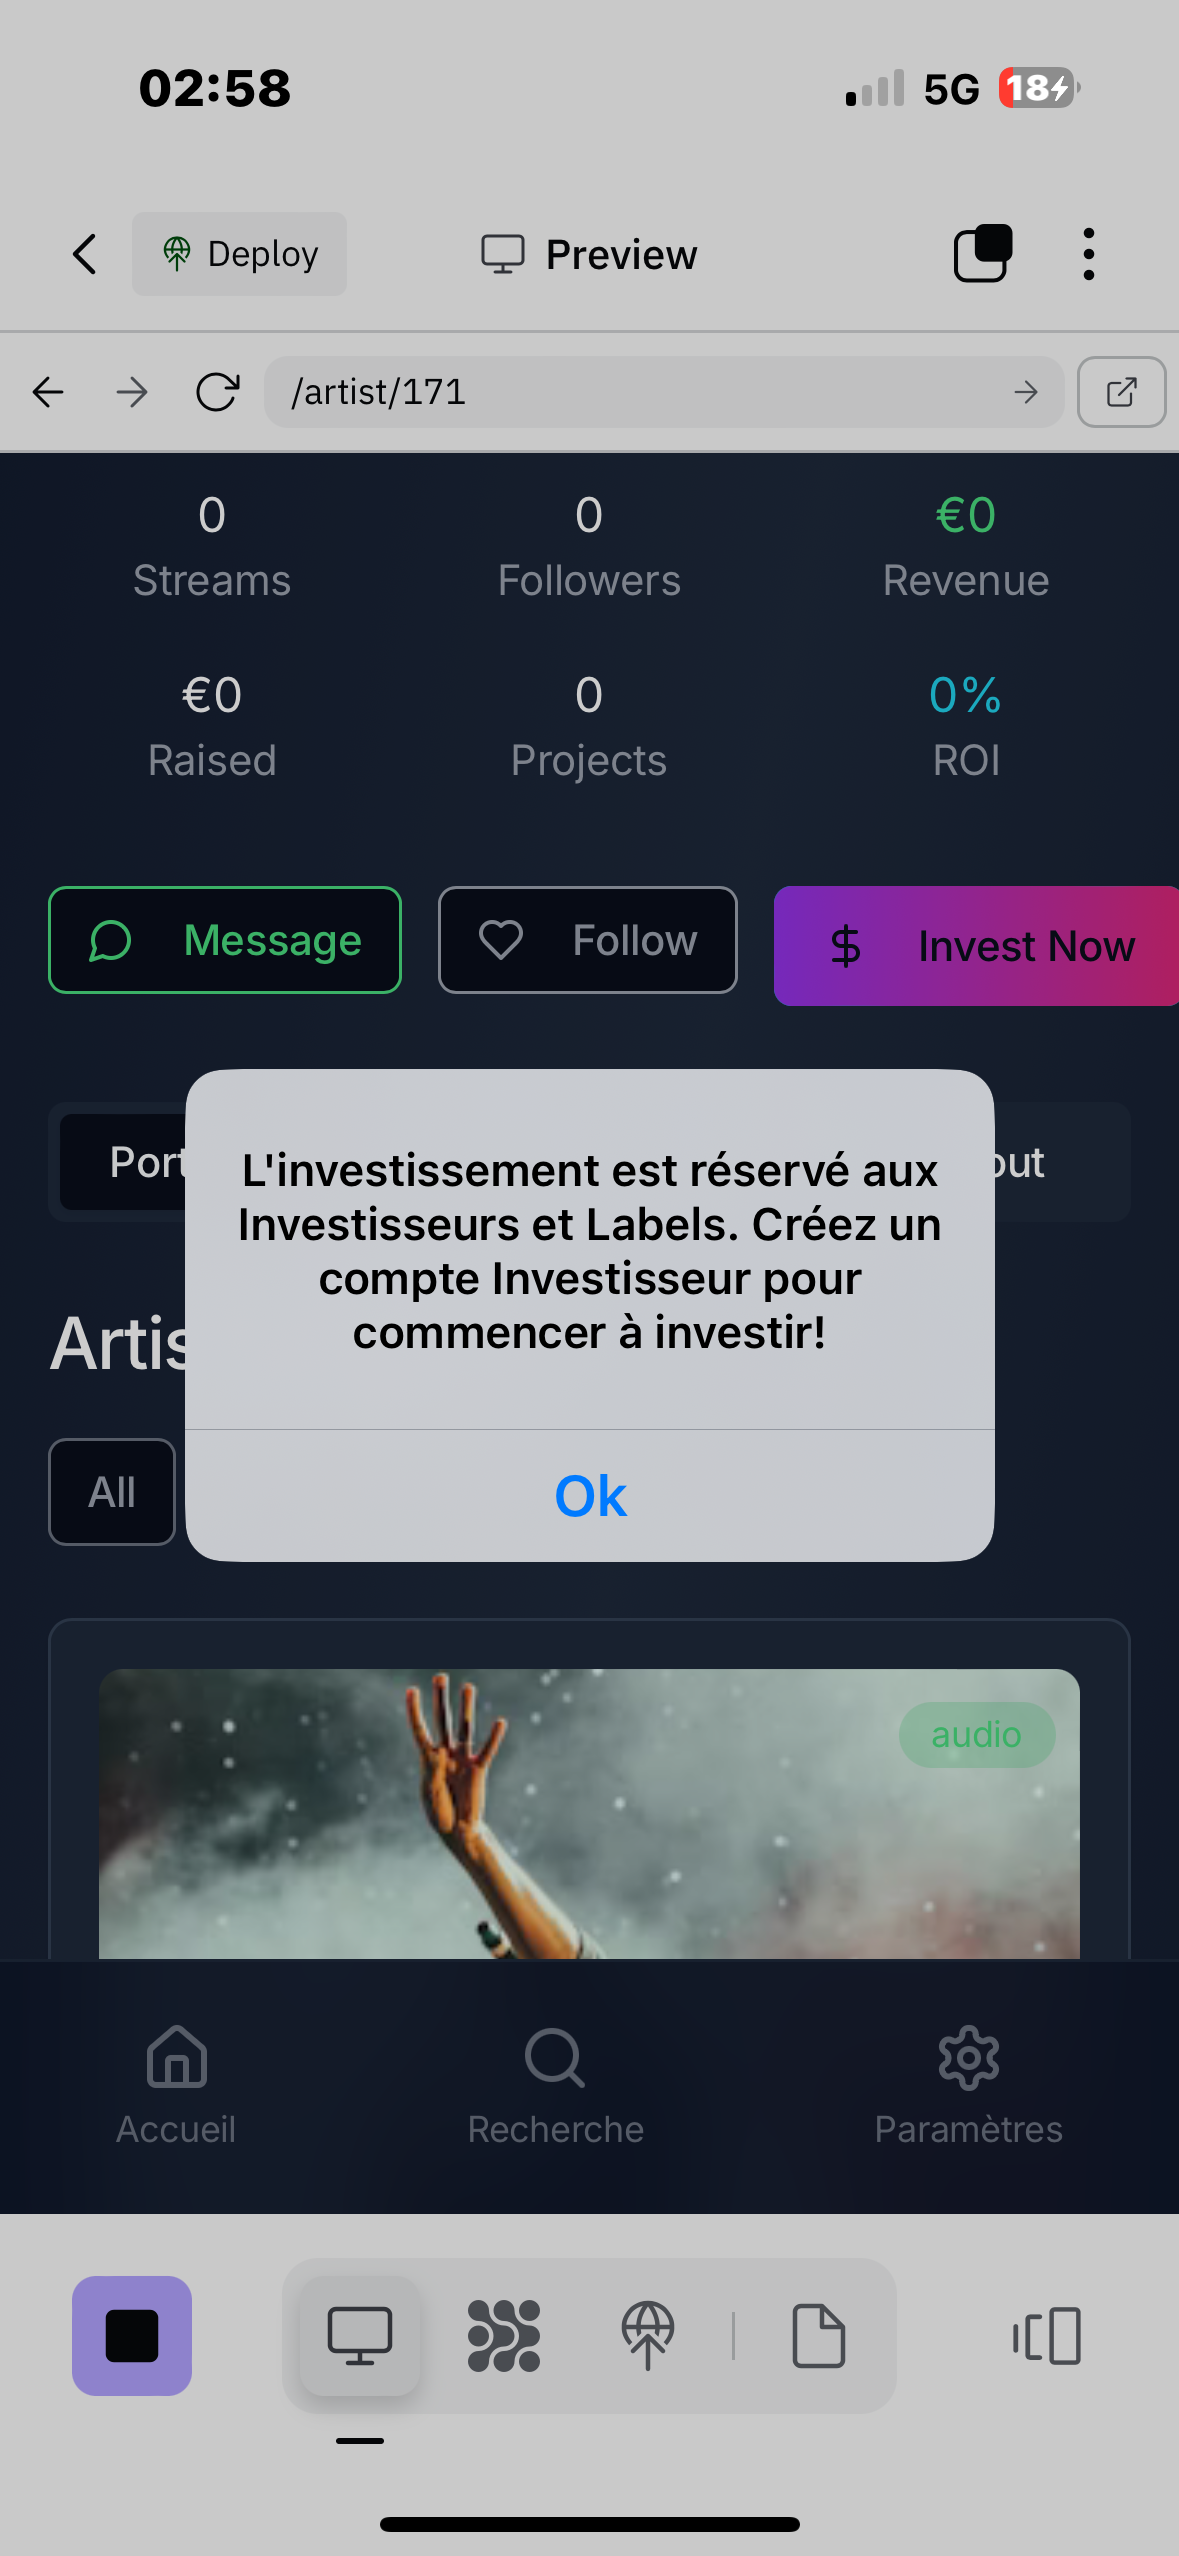 02:58
5G
18
Deploy
Preview
/artist/171
0
0
€0
Streams
Followers
Revenue
€0
0
0%
Raised
Projects
ROI
Message
Follow
Invest Now
Port
out
L'investissement est réservé aux
Investisseurs et Labels. Créez un
compte Investisseur pour
commencer à investir!
Ok
Artis
All
audio
Accueil
Recherche
Paramètres